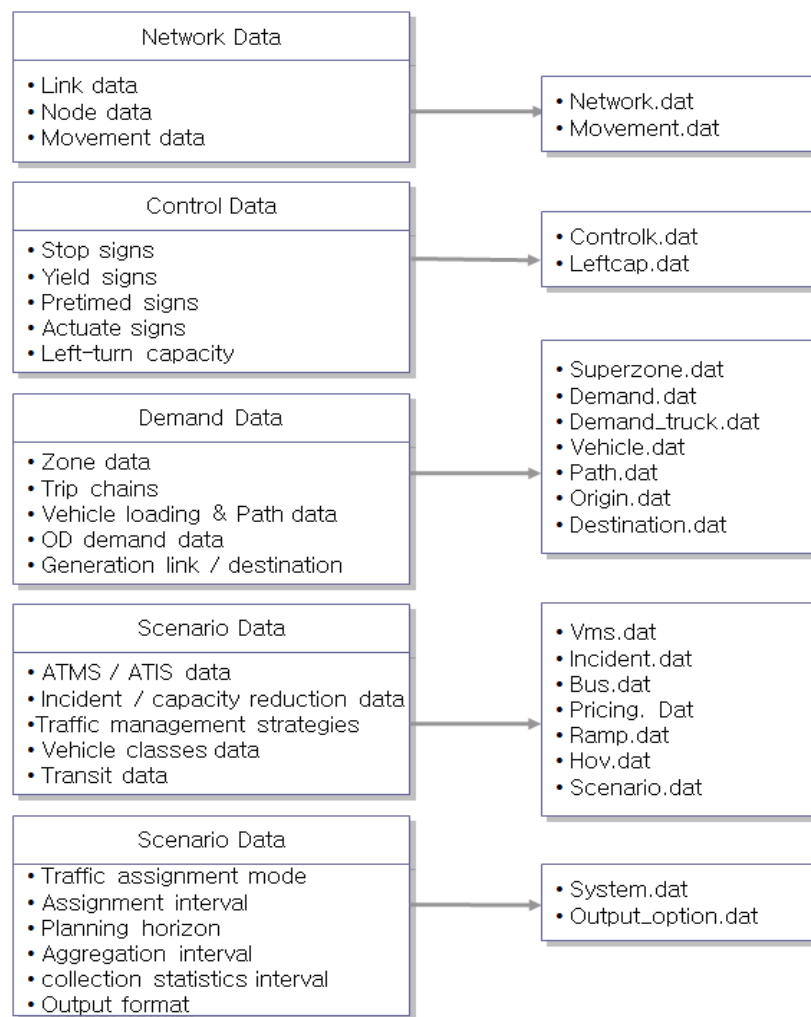 Network Data
• Link data
• Node data
• Movement data
• Network.dat
• Movement.dat
Control Data
• Stop signs
• Yield signs
• Pretimed signs
• Actuate signs
• Left-turn capacity
• Controlk.dat
• Leftcap.dat
Demand Data
• Zone data
• Trip chains
• Vehicle loading & Path data
• OD demand data
• Generation link / destination
• Superzone.dat
• Demand.dat
• Demand_truck.dat
• Vehicle.dat
• Path.dat
• Origin.dat
• Destination.dat
Scenario Data
• ATMS / ATIS data
• Incident / capacity reduction data
•Traffic management strategies
• Vehicle classes data
• Transit data
• Vms.dat
• Incident.dat
• Bus.dat
• Pricing. Dat
• Ramp.dat
• Hov.dat
• Scenario.dat
Scenario Data
• Traffic assignment mode
• Assignment interval
• Planning horizon
• Aggregation interval
• collection statistics interval
• Output format
• System.dat
• Output_option.dat